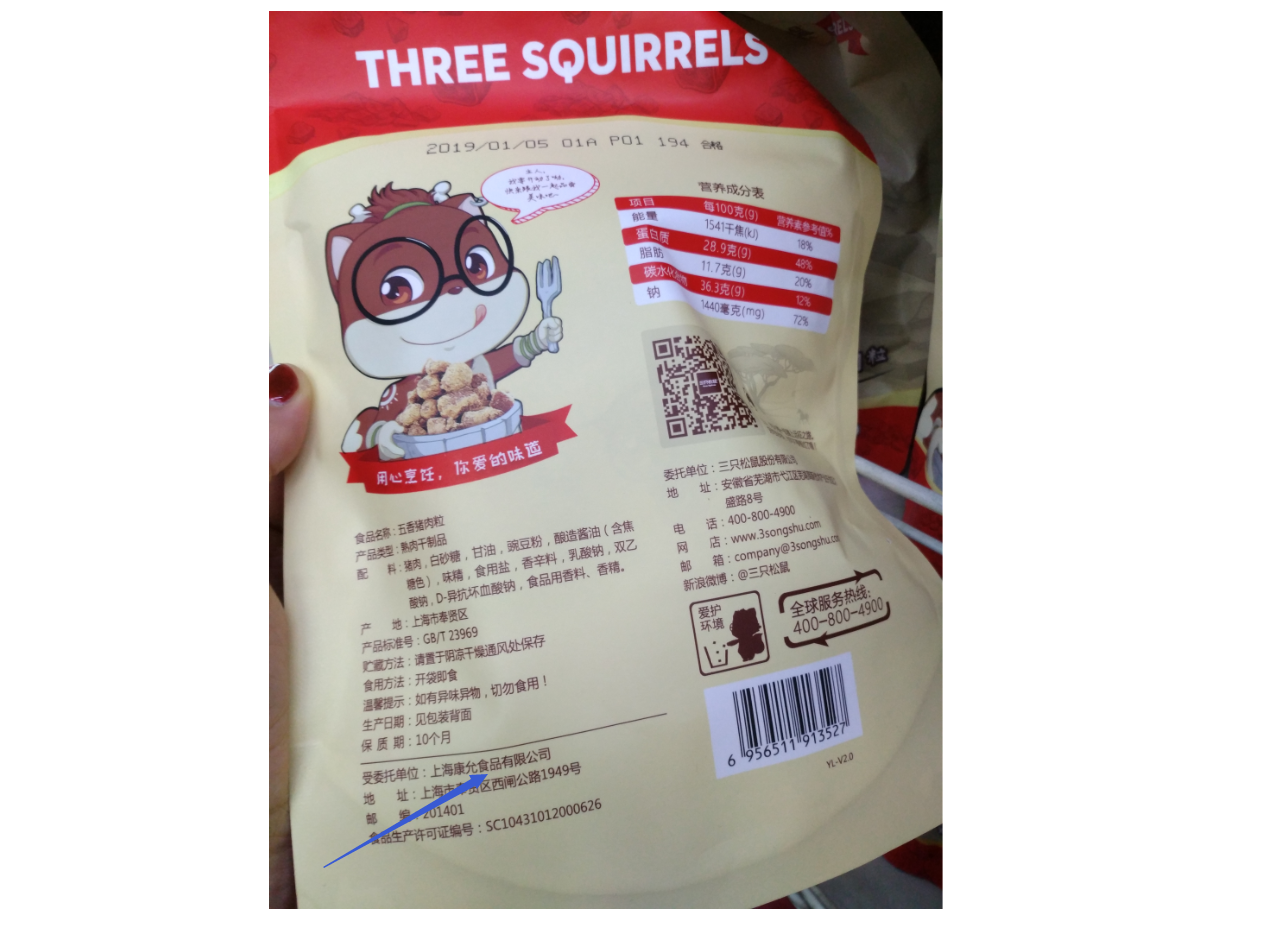 THREE SQUIRRELS
2019/01/05 01A P01 194 合格
主人,
美味吧~
营养成分表
项目 每100克(g) 营养素参考值%
能量 1541千焦(kJ) 18%
蛋白质 28.9克(g) 48%
脂肪 11.7克(g) 20%
碳水化合物 36.3克(g) 12%
钠 1440毫克(mg) 72%
用心烹饪，你爱的味道
委托单位：三只松鼠股份有限公司
地 址：安徽省芜湖市弋江区
盛路8号
电 话：400-800-4900
网 店：www.3songshu.com
邮 箱：company@3songshu.co
新浪微博：@三只松鼠
爱护
环境
全球服务热线:
400-800-4900
食品名称：五香猪肉粒
产品类型：熟肉干制品
配 料：猪肉，白砂糖，甘油，豌豆粉，酿造酱油（含焦
糖色），味精，食用盐，香辛料，乳酸钠，双乙
酸钠，D-异抗坏血酸钠，食品用香料、香精。
产 地：上海市奉贤区
产品标准号：GB/T 23969
贮藏方法：请置于阴凉干燥通风处保存
食用方法：开袋即食
温馨提示：如有异味异物，切勿食用！
生产日期：见包装背面
保 质 期：10个月
受委托单位：上海康允食品有限公司
地 址：上海市奉贤区西闸公路1949号
邮 编：201401
食品生产许可证编号：SC10431012000626
6 956511 913527
YL-V2.0